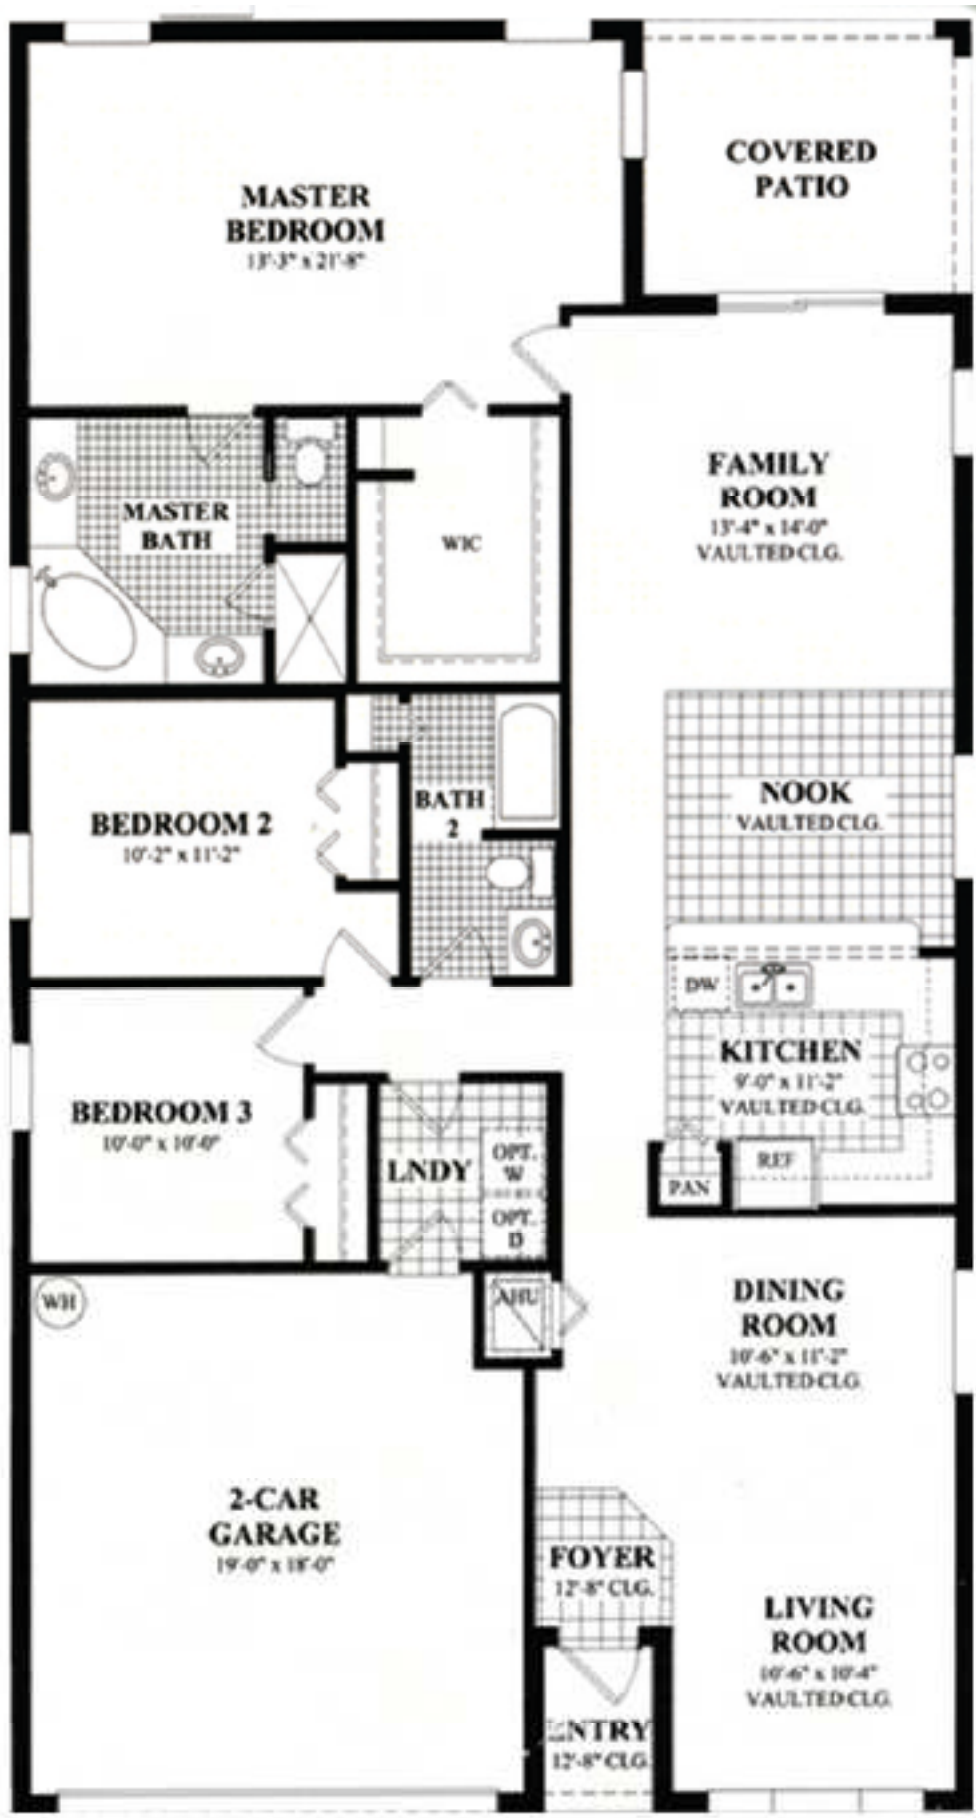 COVERED
PATIO
MASTER
BEDROOM
13'-3" x 21'-8"
FAMILY
ROOM
13'-4" x 14'-0"
VAULTED CLG.
MASTER
BATH
WIC
NOOK
VAULTED CLG.
BEDROOM 2
10'-2" x 11'-2"
BATH
2
DW
KITCHEN
9'-0" x 11'-2"
VAULTED CLG.
BEDROOM 3
10'-0" x 10'-0"
LNDY
OPT.
W
OPT.
D
REF
PAN
WH
AHU
DINING
ROOM
10'-6" x 11'-2"
VAULTED CLG.
2-CAR
GARAGE
19'-0" x 18'-0"
FOYER
12'-8" CLG.
LIVING
ROOM
10'-6" x 10'-4"
VAULTED CLG.
ENTRY
12'-8" CLG.